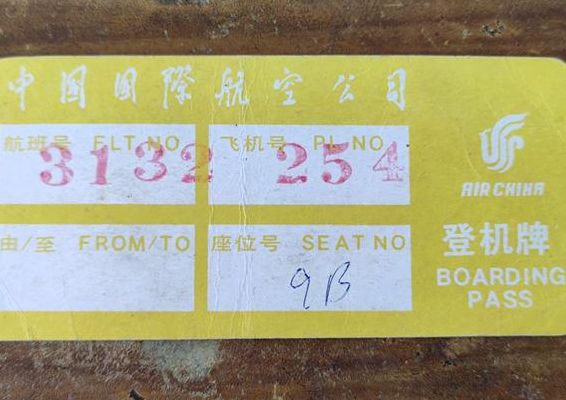 中国国際航空公司
航班号 FLT NO
3132
飞机号 PL NO
254
AIR CHINA
由/至 FROM/TO
座位号 SEAT NO
9B
登机牌
BOARDING
PASS